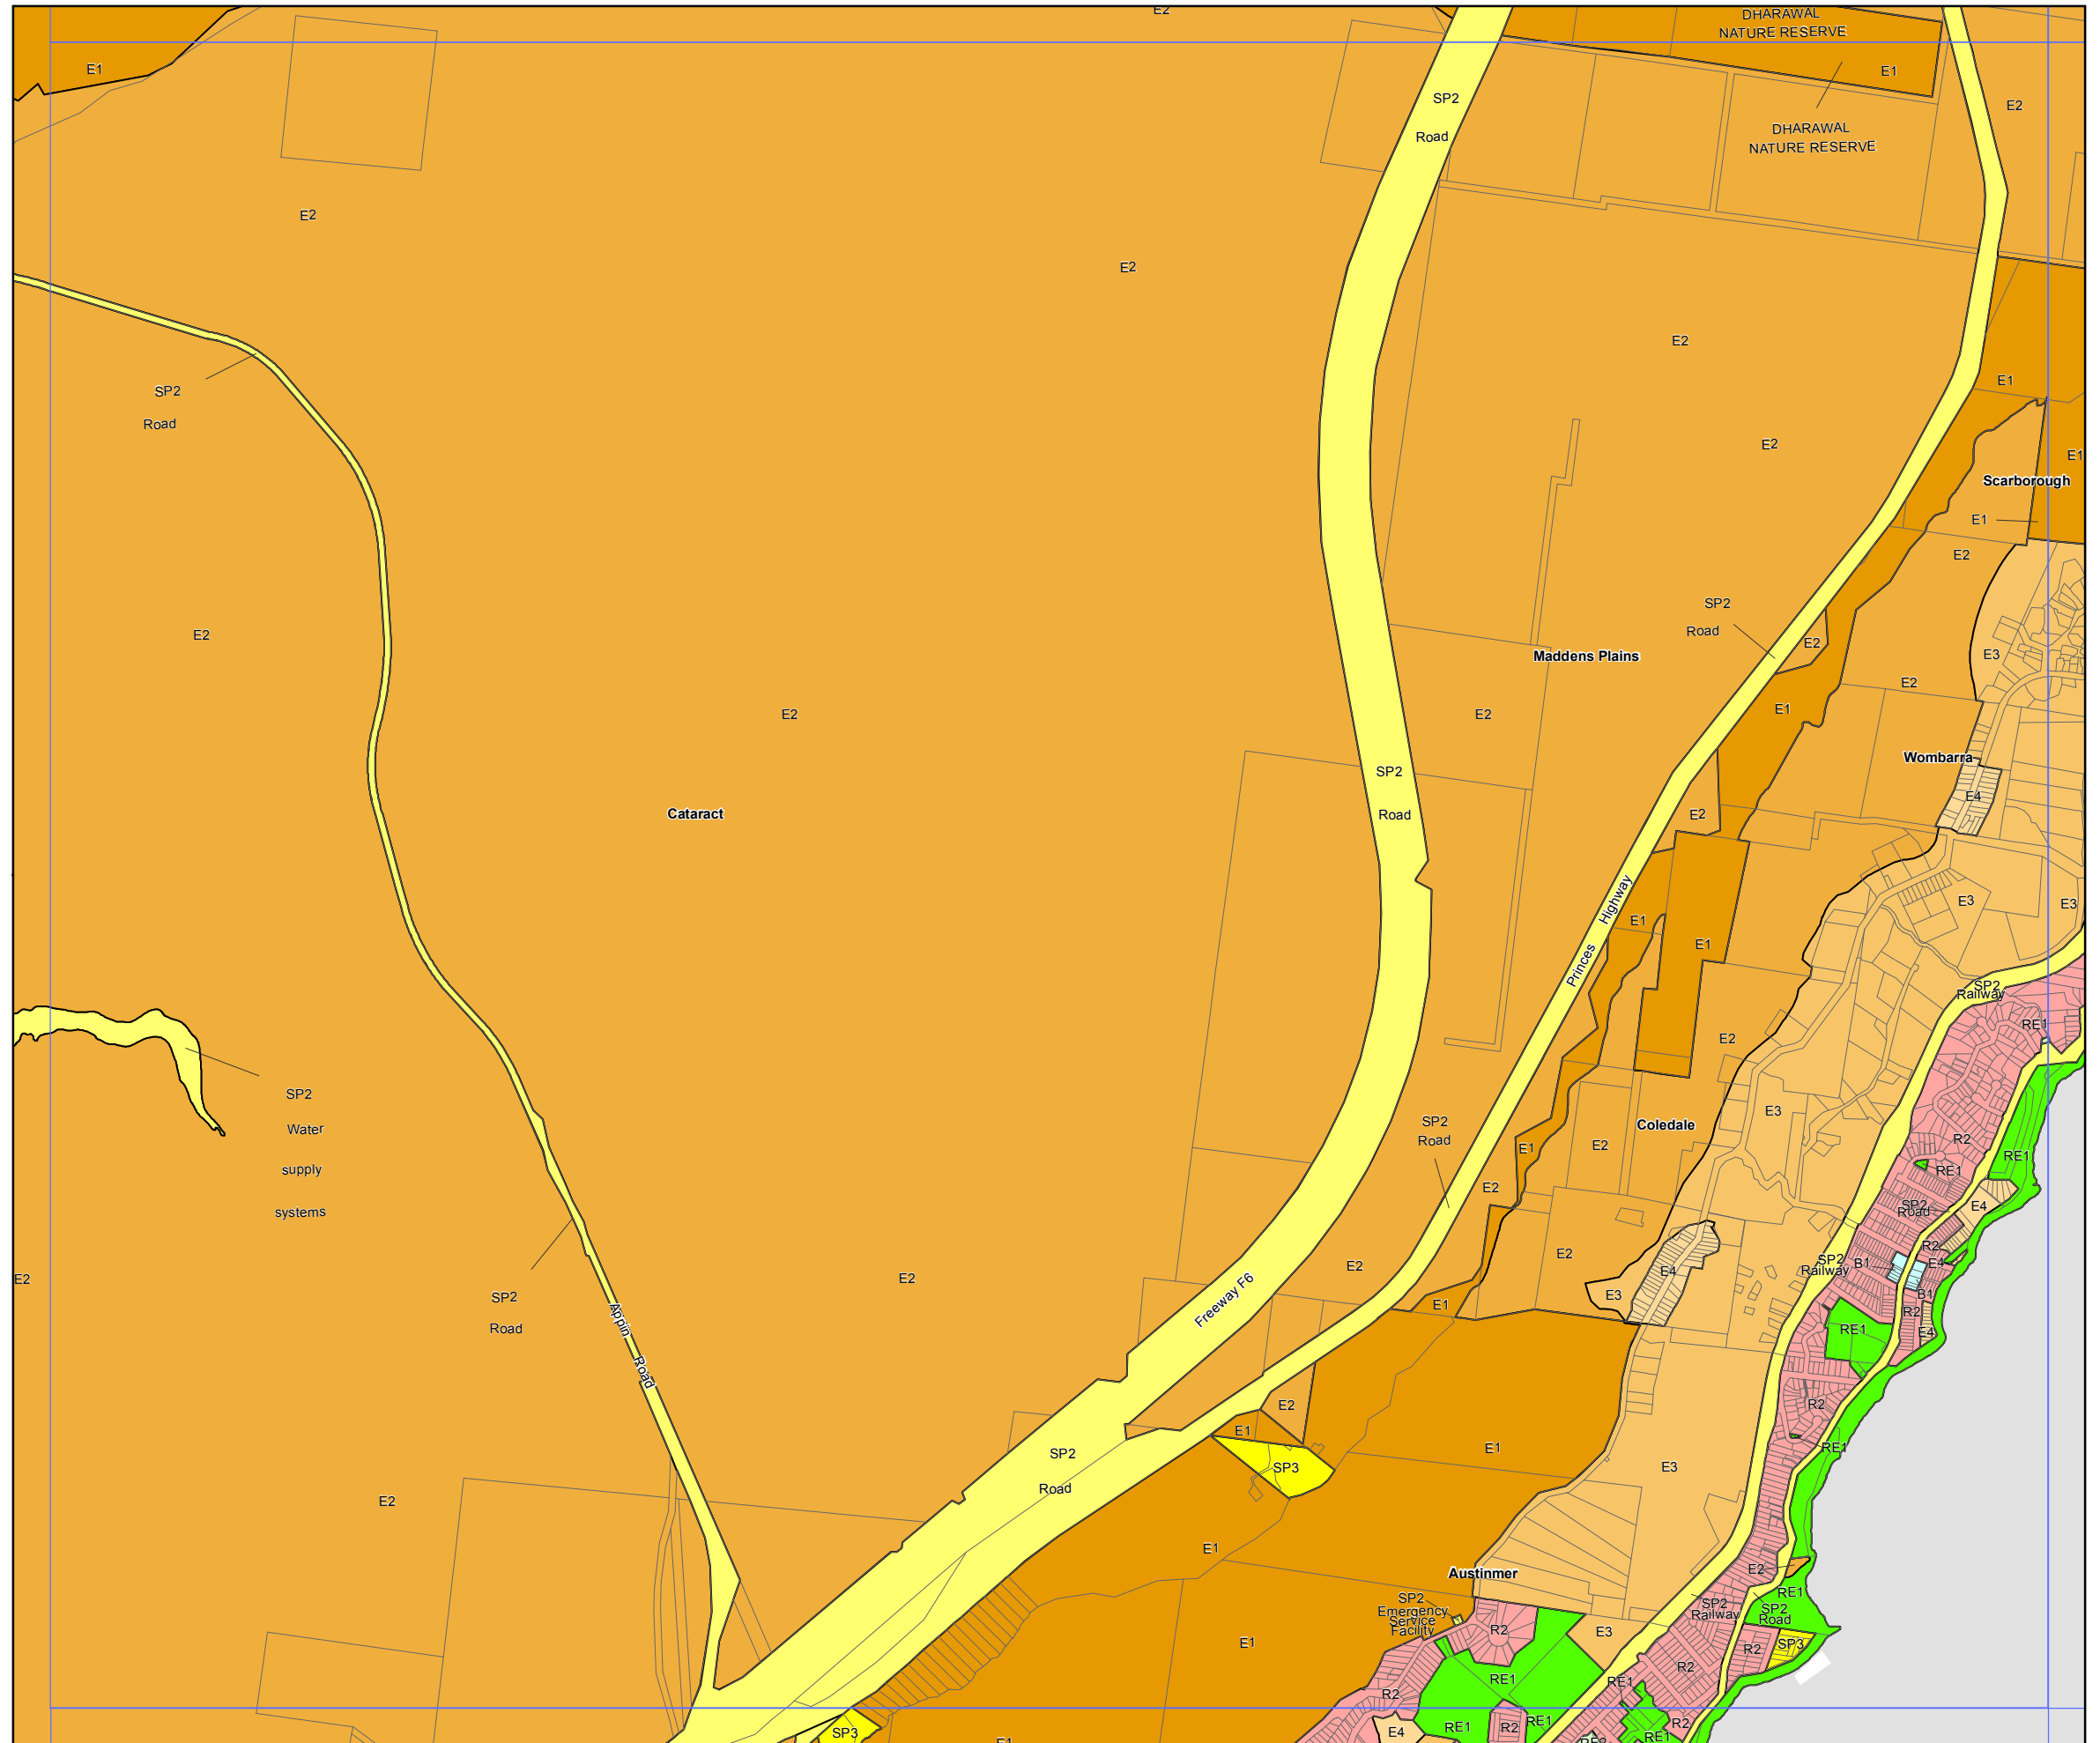 E2
DHARAWAL
NATURE RESERVE
E1
E1
SP2
E2
DHARAWAL
NATURE RESERVE
Road
E2
E2
E2
E1
SP2
Road
E2
E1
Scarborough
E1
E2
SP2
Road
E2
E2
E3
Maddens Plains
E2
E1
E2
E2
Wombarra
SP2
Road
E4
Cataract
E2
E3
E3
Princes Highway
E1
E1
SP2
Railway
RE1
E2
SP2
Water
supply
systems
E3
SP2
Road
Coledale
R2
E2
E1
RE1
RE1
E2
SP2
Road
E4
E2
E2
E2
E2
R2
SP2
Railway
B1
E4
E4
E3
B1
SP2
Road
Freeway F6
E1
R2
RE1
E4
Appin Road
E2
R2
E1
RE1
SP2
Road
SP3
E1
E3
E2
E1
E2
Austinmer
RE1
SP2
Emergency
Service
Facility
SP2
Railway
SP2
Road
E1
R2
E3
R2
SP3
R2
RE1
RE1
R2
E4
RE1
R2
RE1
R2
RE1
SP3
E1